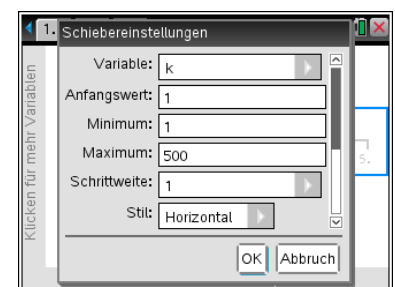 1.
Schiebereinstellungen
Klicken für mehr Variablen
Variable: k
Anfangswert: 1
Minimum: 1
Maximum: 500
Schrittweite: 1
Stil: Horizontal
5.
OK Abbruch